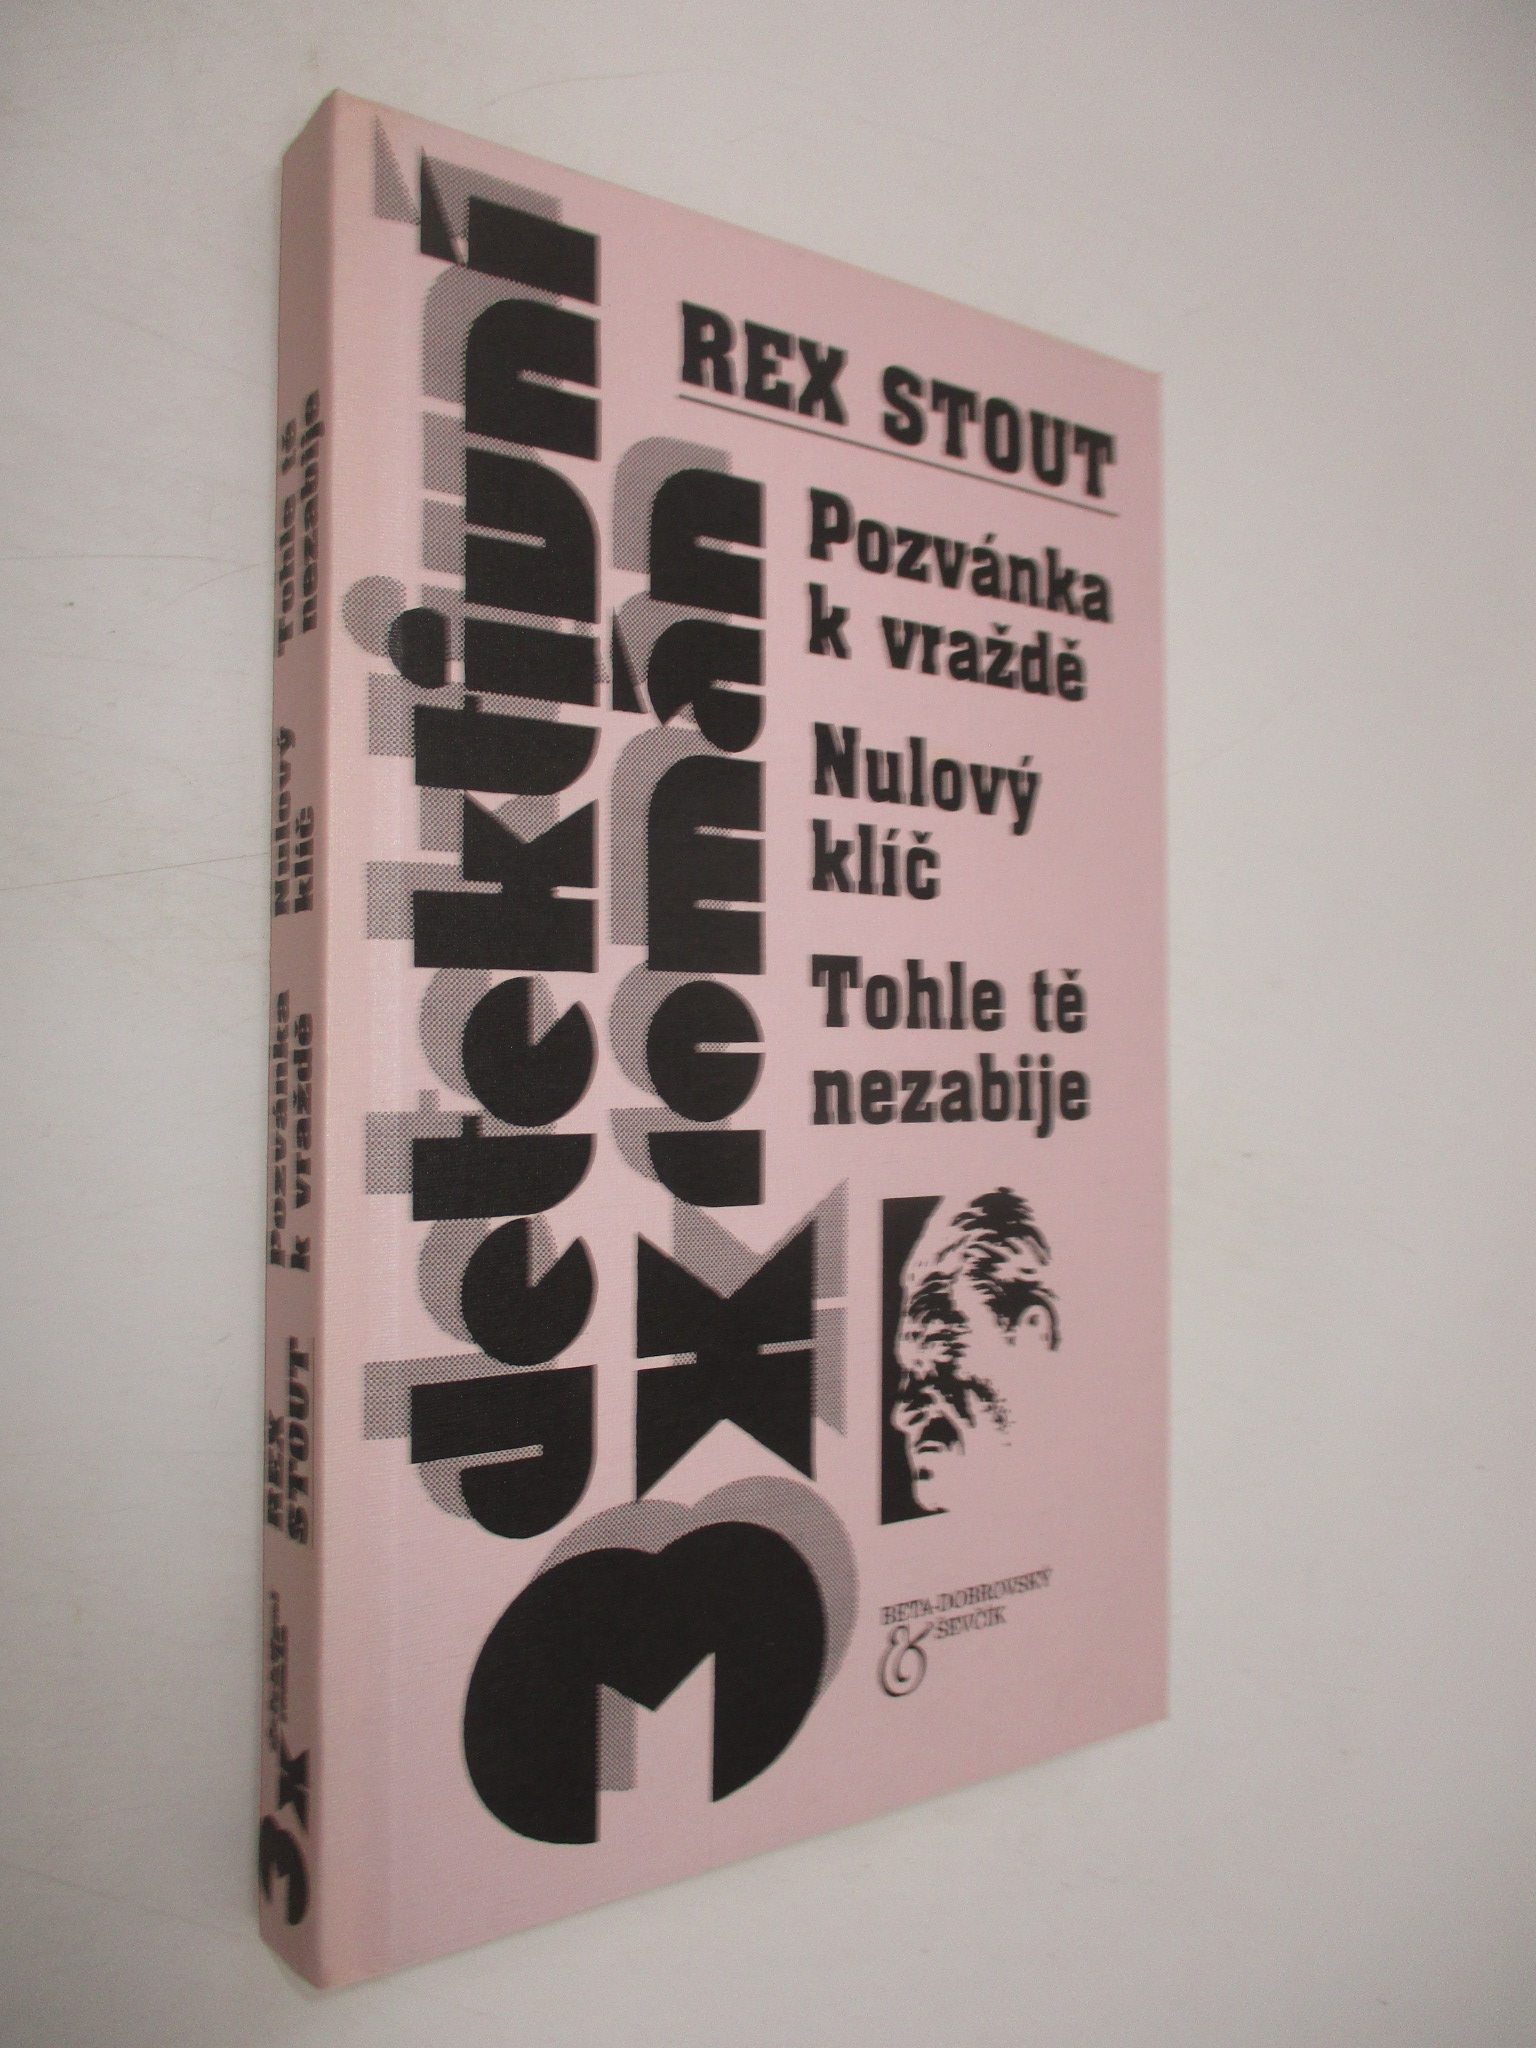 REX STOUT
Pozvánka
k vraždě
Nulový
klíč
Tohle tě
nezabije
3 x detektivní
román
BETA-DOBROVSKÝ
& ŠEVČÍK
3x
REX
STOUT
Pozvánka
k vraždě
Nulový
klíč
Tohle tě
nezabije